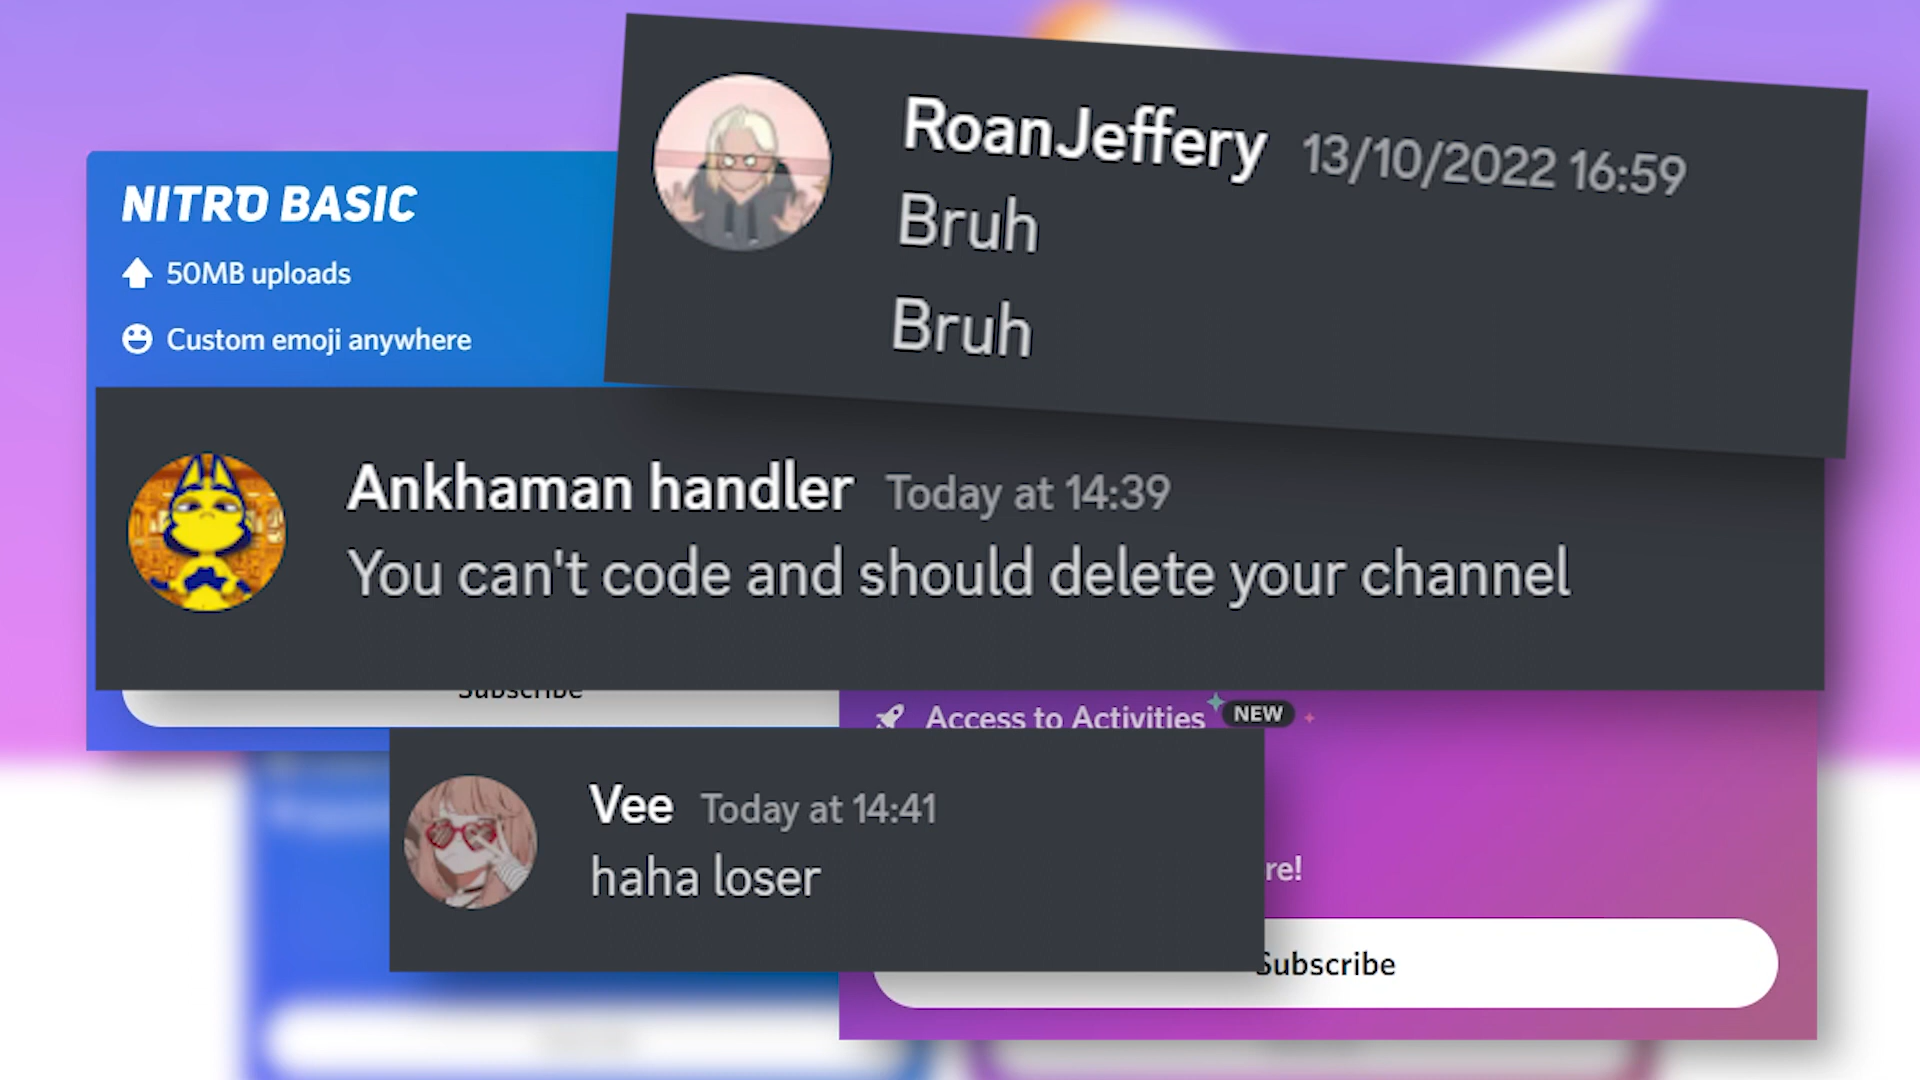 RoanJeffery 13/10/2022 16:59
Bruh
Bruh
NITRO BASIC
50MB uploads
Custom emoji anywhere
Ankhaman handler Today at 14:39
You can't code and should delete your channel
Subscribe
Access to Activities NEW
Vee Today at 14:41
haha loser
re!
Subscribe